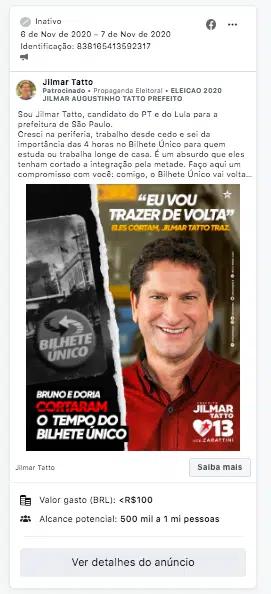 Inativo
6 de Nov de 2020 – 7 de Nov de 2020
Identificação: 838165413592317
Jilmar Tatto
Patrocinado • Propaganda Eleitoral • ELEICAO 2020
JILMAR AUGUSTINHO TATTO PREFEITO
Sou Jilmar Tatto, candidato do PT e do Lula para a
prefeitura de São Paulo.
Cresci na periferia, trabalho desde cedo e sei da
importância das 4 horas no Bilhete Único para quem
estuda ou trabalha longe de casa. É um absurdo que eles
tenham cortado a integração pela metade. Faço aqui um
compromisso com você: comigo, o Bilhete Único vai volta...
"EU VOU
TRAZER DE VOLTA"
ELES CORTAM, JILMAR TATTO TRAZ.
BILHETE
ÚNICO
BRUNO E DORIA
CORTARAM
O TEMPO DO
BILHETE ÚNICO
PREFEITO
JILMAR
TATTO
13
VICE ZARATTINI
Jilmar Tatto
Saiba mais
Valor gasto (BRL): <R$100
Alcance potencial: 500 mil a 1 mi pessoas
Ver detalhes do anúncio